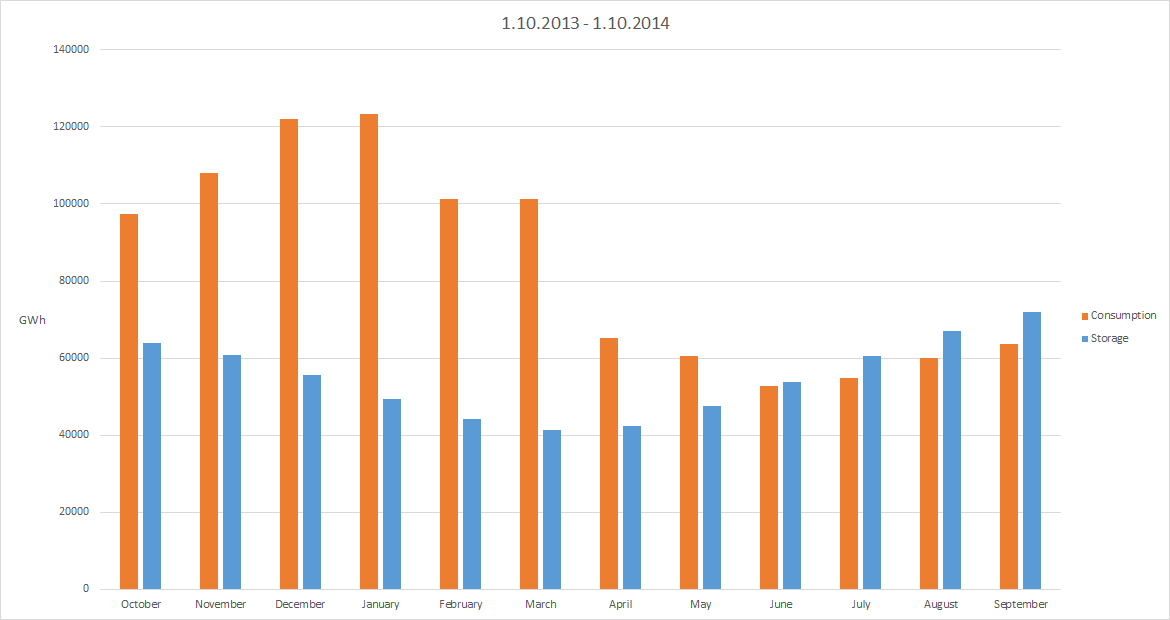 1.10.2013 - 1.10.2014
140000
120000
100000
80000
60000
40000
20000
0
GWh
October November December January February March April May June July August September
Consumption
Storage